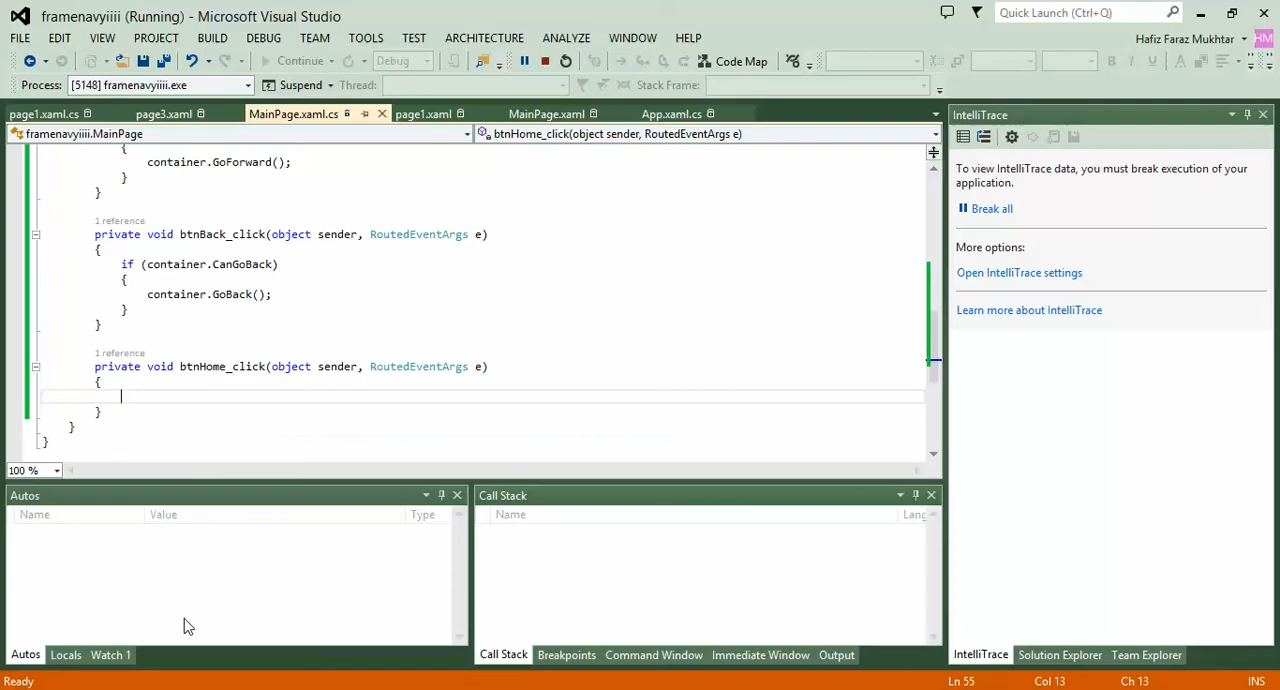 framenavyiiii (Running) - Microsoft Visual Studio
Quick Launch (Ctrl+Q)
FILE EDIT VIEW PROJECT BUILD DEBUG TEAM TOOLS TEST ARCHITECTURE ANALYZE WINDOW HELP
Hafiz Faraz Mukhtar HM
Continue Debug Code Map
Process: [5148] framenavyiiii.exe Suspend Thread: Stack Frame:
page1.xaml.cs page3.xaml MainPage.xaml.cs page1.xaml MainPage.xaml App.xaml.cs
framenavyiiii.MainPage btnHome_click(object sender, RoutedEventArgs e)
{
container.GoForward();
}
}
1 reference
private void btnBack_click(object sender, RoutedEventArgs e)
{
if (container.CanGoBack)
{
container.GoBack();
}
}
1 reference
private void btnHome_click(object sender, RoutedEventArgs e)
{
}
}
}
100 %
IntelliTrace
To view IntelliTrace data, you must break execution of your
application.
Break all
More options:
Open IntelliTrace settings
Learn more about IntelliTrace
Autos
Name Value Type
Call Stack
Name Lang
Autos Locals Watch 1
Call Stack Breakpoints Command Window Immediate Window Output
IntelliTrace Solution Explorer Team Explorer
Ready Ln 55 Col 13 Ch 13 INS